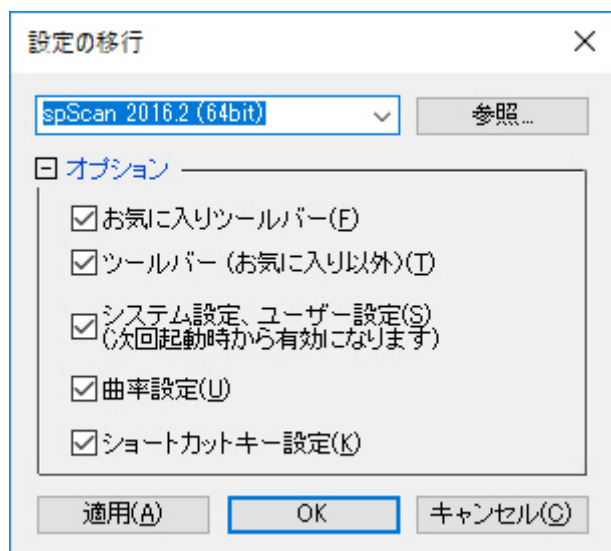 設定の移行
spScan 2016.2 (64bit)
参照...
オプション
お気に入りツールバー(F)
ツールバー (お気に入り以外)(T)
システム設定、ユーザー設定(S)
(次回起動時から有効になります)
曲率設定(U)
ショートカットキー設定(K)
適用(A)
OK
キャンセル(C)